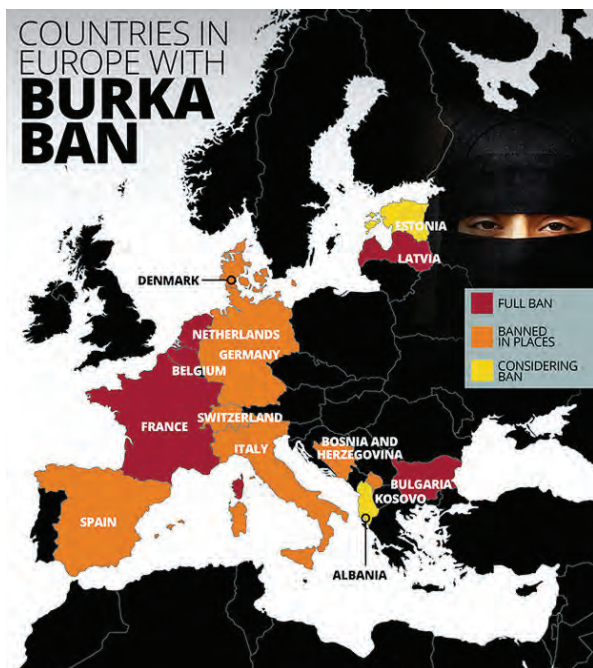 COUNTRIES IN
EUROPE WITH
BURKA
BAN
ESTONIA
LATVIA
DENMARK
FULL BAN
BANNED
IN PLACES
CONSIDERING
BAN
NETHERLANDS
GERMANY
BELGIUM
SWITZERLAND
FRANCE
ITALY
BOSNIA AND
HERZEGOVINA
BULGARIA
KOSOVO
SPAIN
ALBANIA